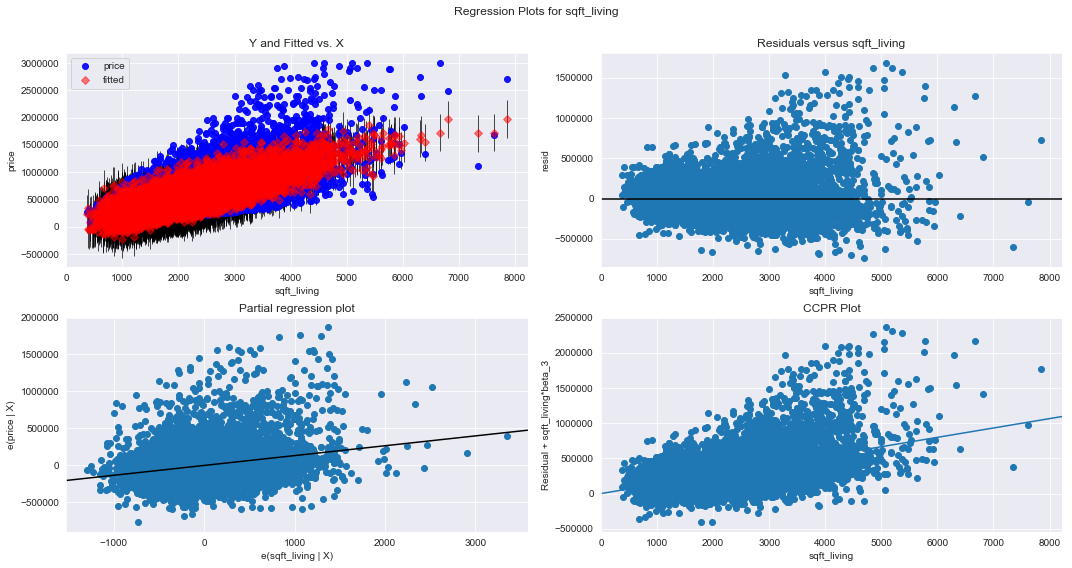 Regression Plots for sqft_living
Y and Fitted vs. X
price
fitted
3000000
2500000
2000000
1500000
1000000
500000
0
−500000
price
0 1000 2000 3000 4000 5000 6000 7000 8000
sqft_living
Residuals versus sqft_living
1500000
1000000
500000
0
−500000
resid
0 1000 2000 3000 4000 5000 6000 7000 8000
sqft_living
Partial regression plot
2000000
1500000
1000000
500000
0
−500000
e(price | X)
−1000 0 1000 2000 3000
e(sqft_living | X)
CCPR Plot
2500000
2000000
1500000
1000000
500000
0
−500000
Residual + sqft_living*beta_3
0 1000 2000 3000 4000 5000 6000 7000 8000
sqft_living